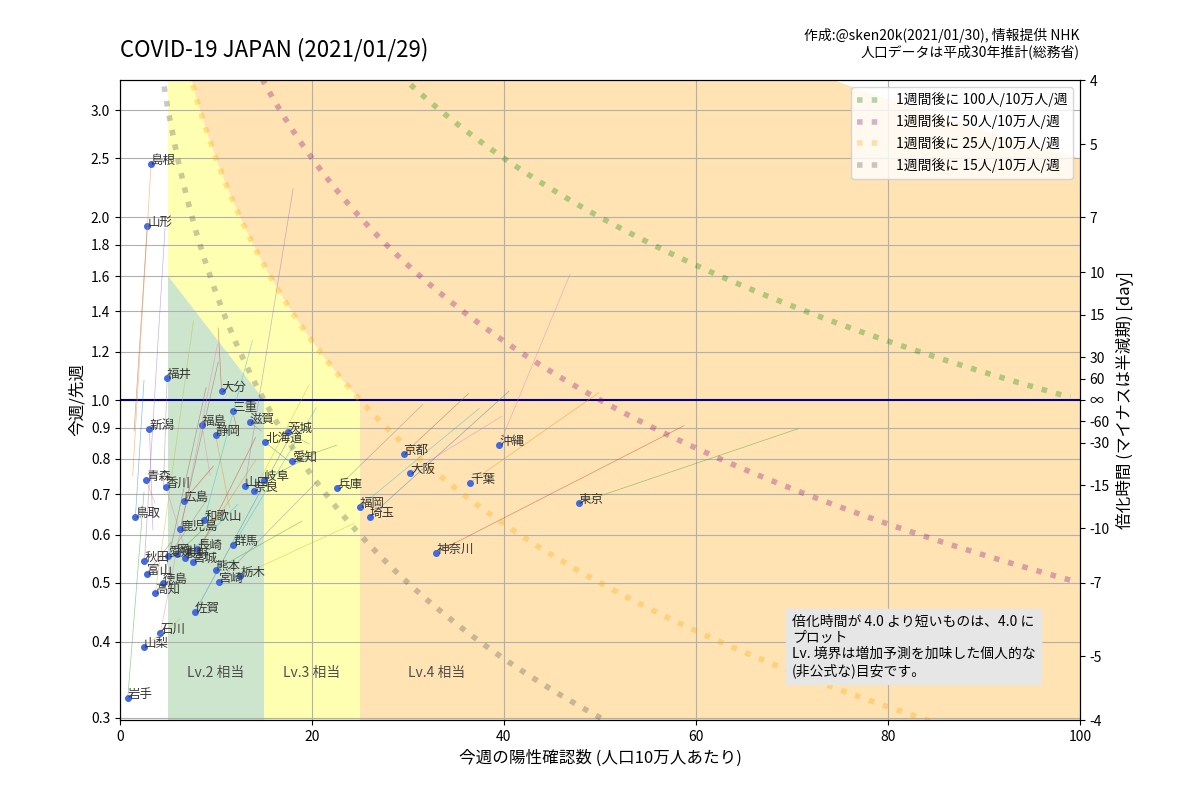 COVID-19 JAPAN (2021/01/29)
作成:@sken20k(2021/01/30), 情報提供 NHK
人口データは平成30年推計(総務省)
1週間後に 100人/10万人/週
1週間後に 50人/10万人/週
1週間後に 25人/10万人/週
1週間後に 15人/10万人/週
今週/先週
3.0
2.5
2.0
1.8
1.6
1.4
1.2
1.0
0.9
0.8
0.7
0.6
0.5
0.4
0.3
島根
山形
福井
大分
三重
新潟
福島
滋賀
静岡
茨城
北海道
沖縄
京都
愛知
大阪
青森
香川
岐阜
奈良
兵庫
千葉
広島
福岡
東京
鳥取
和歌山
埼玉
鹿児島
長崎
群馬
神奈川
秋田
宮城
富山
熊本
栃木
徳島
宮崎
高知
佐賀
石川
山梨
岩手
Lv.2 相当
Lv.3 相当
Lv.4 相当
倍化時間が 4.0 より短いものは、4.0 に
プロット
Lv. 境界は増加予測を加味した個人的な
(非公式な)目安です。
4
5
7
10
15
30
60
∞
-60
-30
-15
-10
-7
-5
-4
倍化時間 (マイナスは半減期) [day]
0
20
40
60
80
100
今週の陽性確認数 (人口10万人あたり)